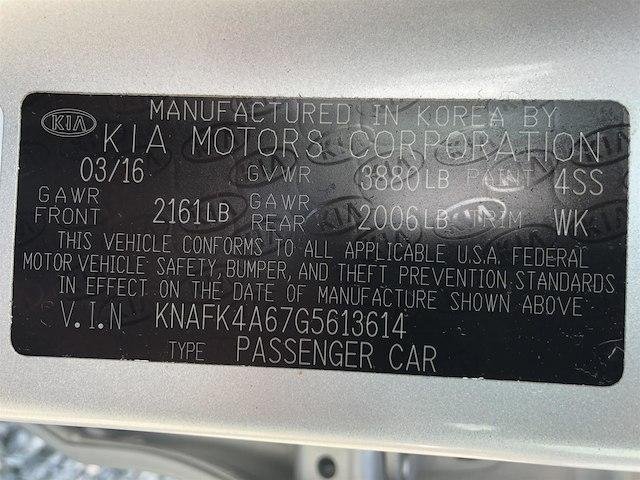 MANUFACTURED IN KOREA BY
KIA KIA MOTORS CORPORATION
03/16 GVWR 3880LB PAINT 4SS
GAWR FRONT 2161LB GAWR REAR 2006LB TRIM WK
THIS VEHICLE CONFORMS TO ALL APPLICABLE U.S.A. FEDERAL
MOTOR VEHICLE SAFETY, BUMPER, AND THEFT PREVENTION STANDARDS
IN EFFECT ON THE DATE OF MANUFACTURE SHOWN ABOVE
V.I.N KNAFK4A67G5613614
TYPE PASSENGER CAR